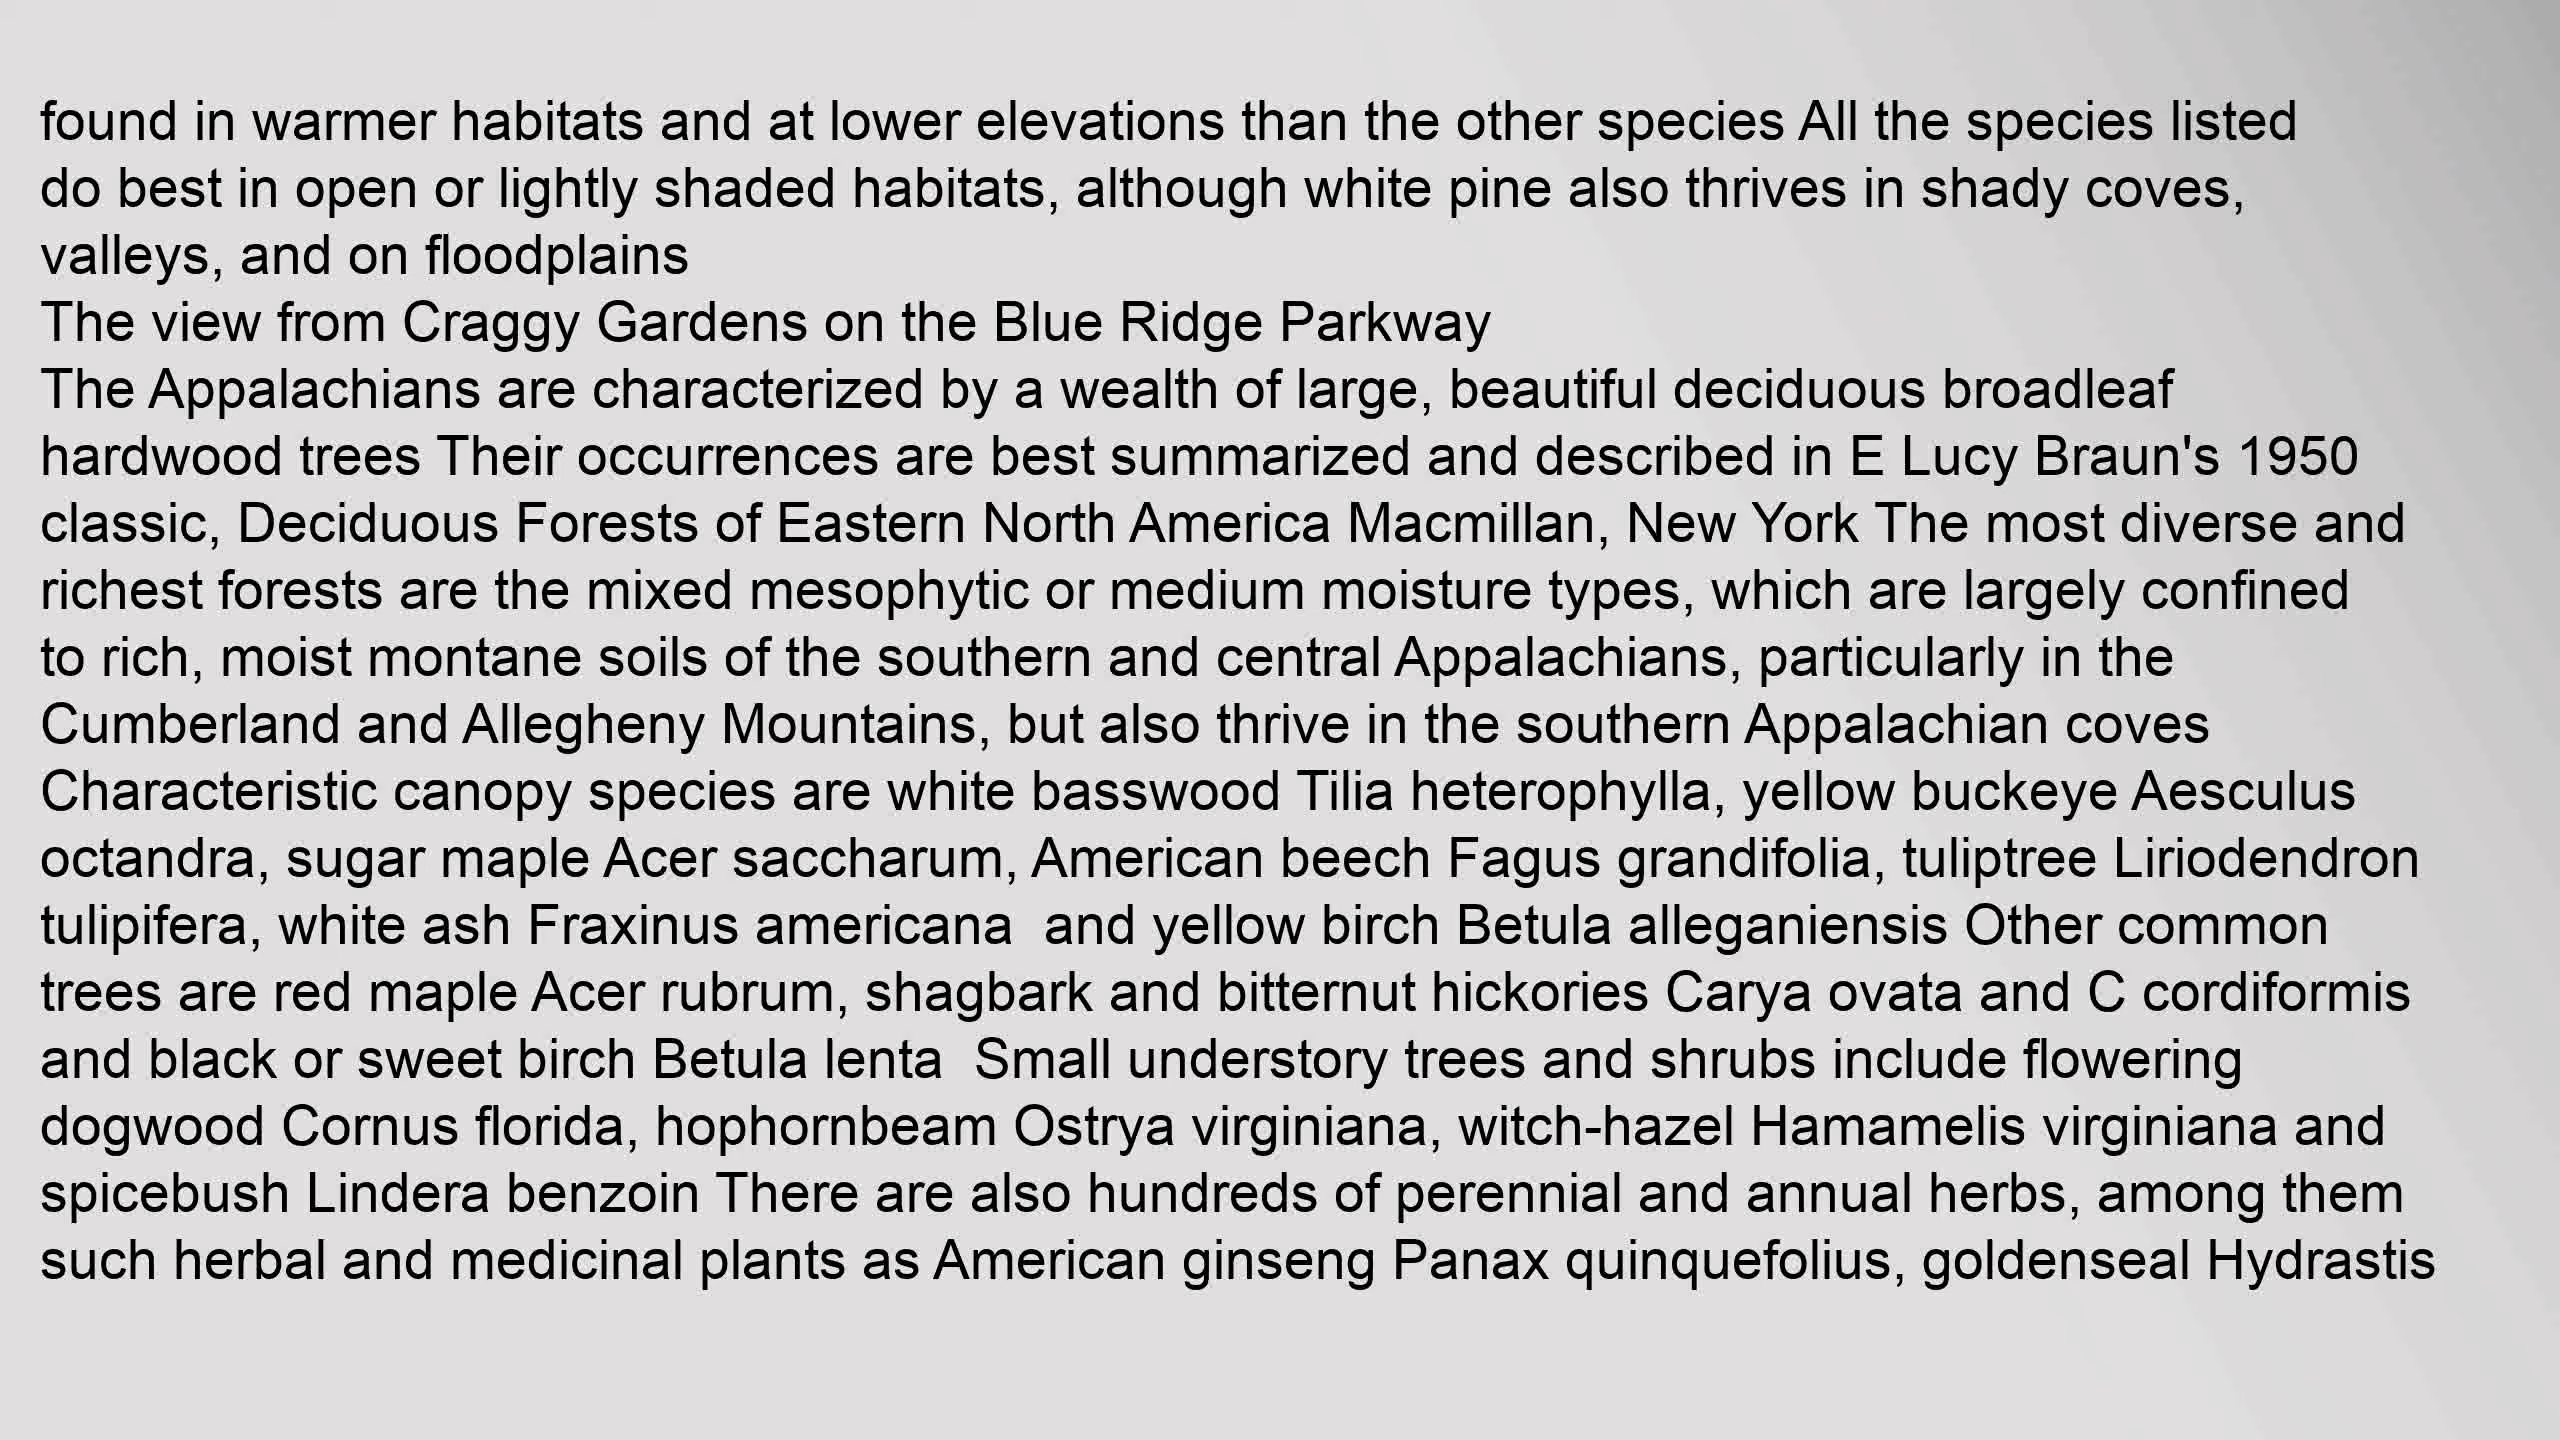 found in warmer habitats and at lower elevations than the other species All the species listed
do best in open or lightly shaded habitats, although white pine also thrives in shady coves,
valleys, and on floodplains
The view from Craggy Gardens on the Blue Ridge Parkway
The Appalachians are characterized by a wealth of large, beautiful deciduous broadleaf
hardwood trees Their occurrences are best summarized and described in E Lucy Braun's 1950
classic, Deciduous Forests of Eastern North America Macmillan, New York The most diverse and
richest forests are the mixed mesophytic or medium moisture types, which are largely confined
to rich, moist montane soils of the southern and central Appalachians, particularly in the
Cumberland and Allegheny Mountains, but also thrive in the southern Appalachian coves
Characteristic canopy species are white basswood Tilia heterophylla, yellow buckeye Aesculus
octandra, sugar maple Acer saccharum, American beech Fagus grandifolia, tuliptree Liriodendron
tulipifera, white ash Fraxinus americana  and yellow birch Betula alleganiensis Other common
trees are red maple Acer rubrum, shagbark and bitternut hickories Carya ovata and C cordiformis
and black or sweet birch Betula lenta  Small understory trees and shrubs include flowering
dogwood Cornus florida, hophornbeam Ostrya virginiana, witch-hazel Hamamelis virginiana and
spicebush Lindera benzoin There are also hundreds of perennial and annual herbs, among them
such herbal and medicinal plants as American ginseng Panax quinquefolius, goldenseal Hydrastis